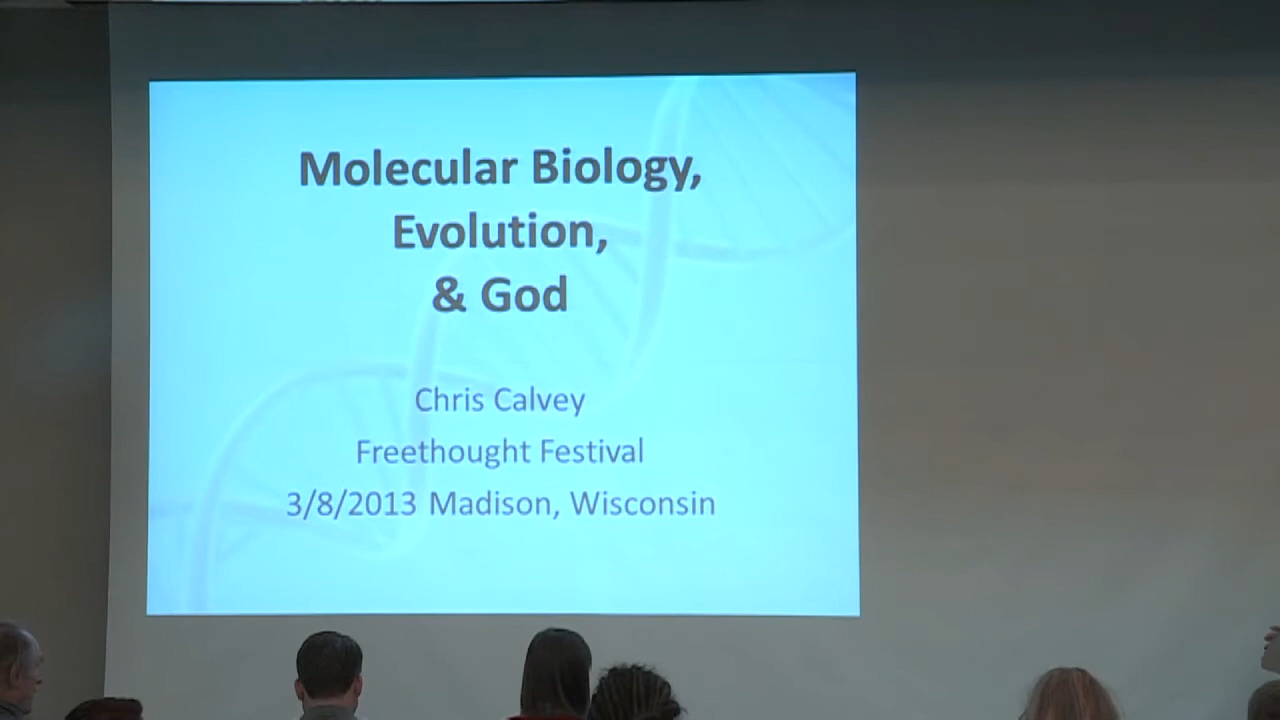 Molecular Biology,
Evolution,
& God
Chris Calvey
Freethought Festival
3/8/2013 Madison, Wisconsin